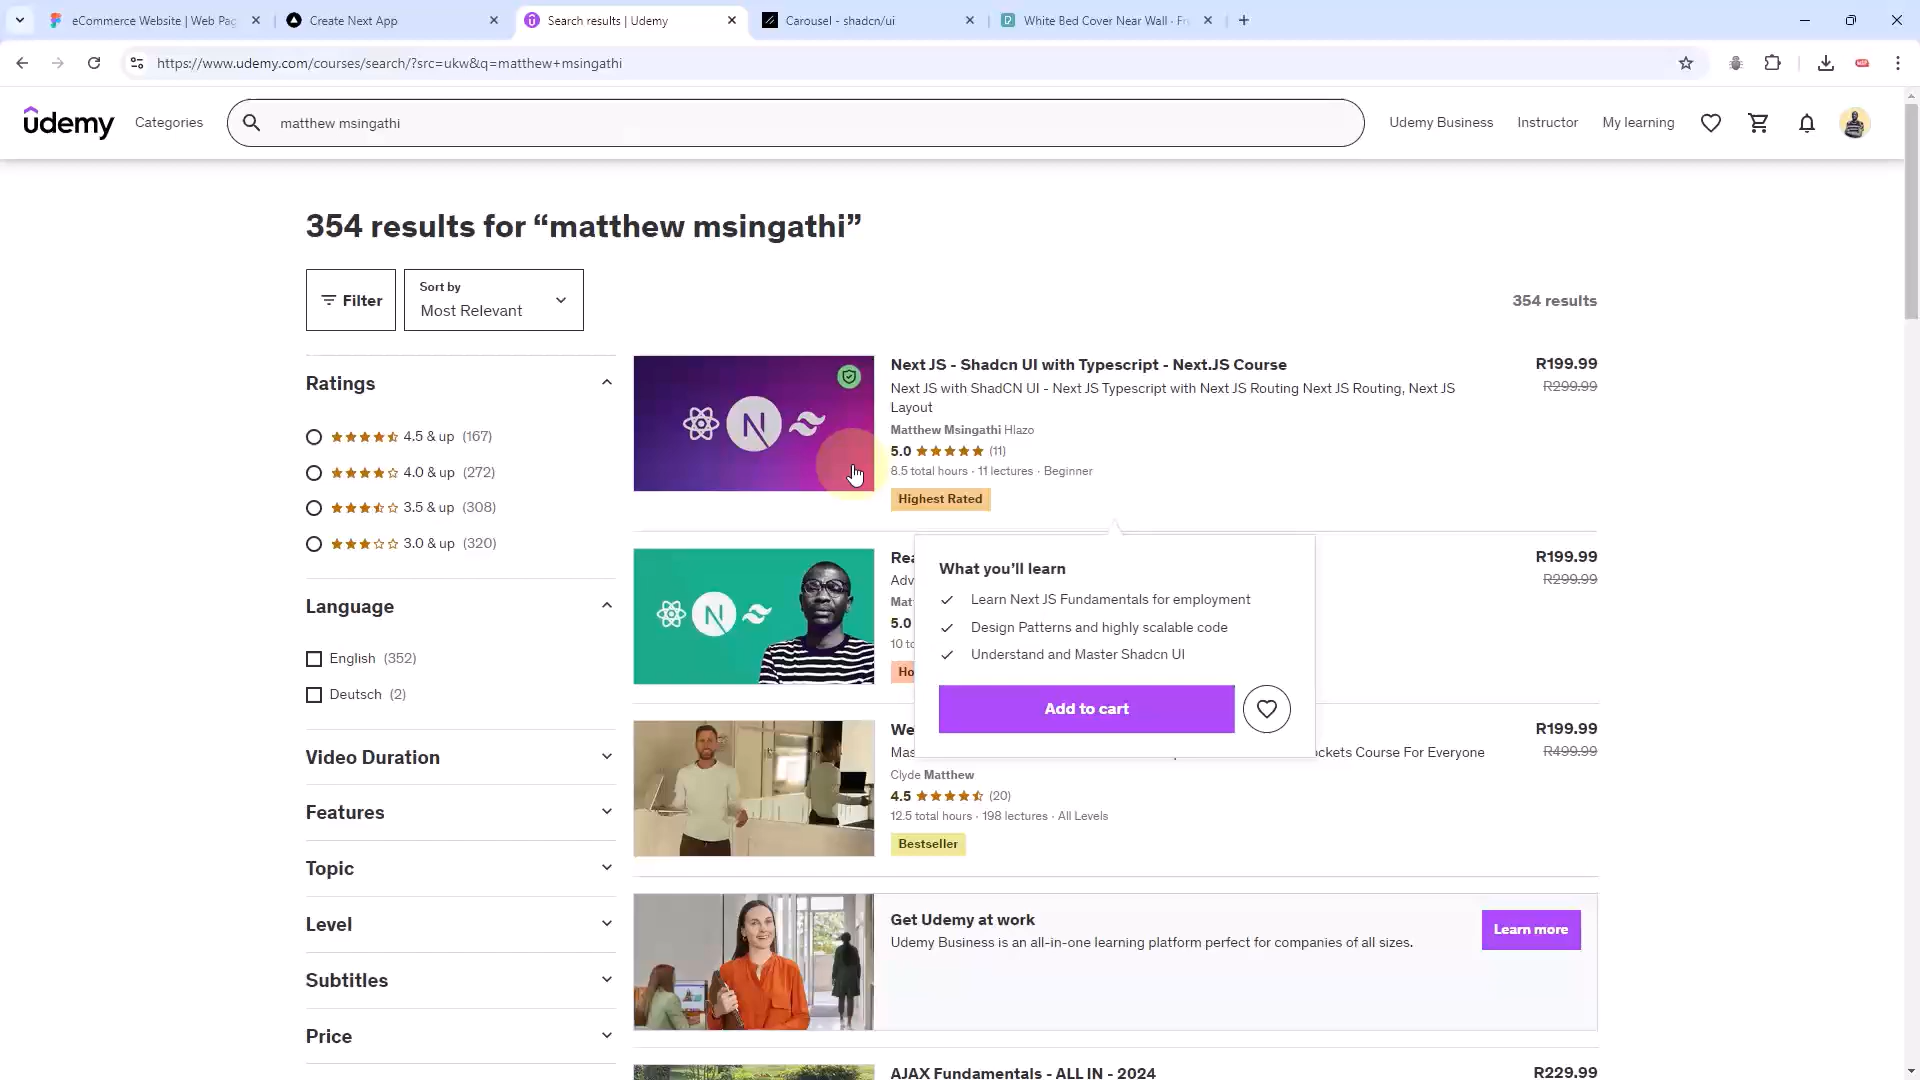 eCommerce Website | Web Pag
Create Next App
Search results | Udemy
Carousel - shadcn/ui
White Bed Cover Near Wall · Fr
https://www.udemy.com/courses/search/?src=ukw&q=matthew+msingathi
udemy
Categories
matthew msingathi
Udemy Business
Instructor
My learning
354 results for “matthew msingathi”
Filter
Sort by
Most Relevant
354 results
Ratings
4.5 & up (167)
4.0 & up (272)
3.5 & up (308)
3.0 & up (320)
Language
English (352)
Deutsch (2)
Video Duration
Features
Topic
Level
Subtitles
Price
Next JS - Shadcn UI with Typescript - Next.JS Course
R199.99
Next JS with ShadCN UI - Next JS Typescript with Next JS Routing Next JS Routing, Next JS
Layout
R299.99
Matthew Msingathi Hlazo
5.0 (11)
8.5 total hours · 11 lectures · Beginner
Highest Rated
Rea
R199.99
Adv
R299.99
Mat
5.0
10 to
Ho
What you’ll learn
Learn Next JS Fundamentals for employment
Design Patterns and highly scalable code
Understand and Master Shadcn UI
Add to cart
We
R199.99
Mas
ckets Course For Everyone
R499.99
Clyde Matthew
4.5 (20)
12.5 total hours · 198 lectures · All Levels
Bestseller
Get Udemy at work
Udemy Business is an all-in-one learning platform perfect for companies of all sizes.
Learn more
AJAX Fundamentals - ALL IN - 2024
R229.99